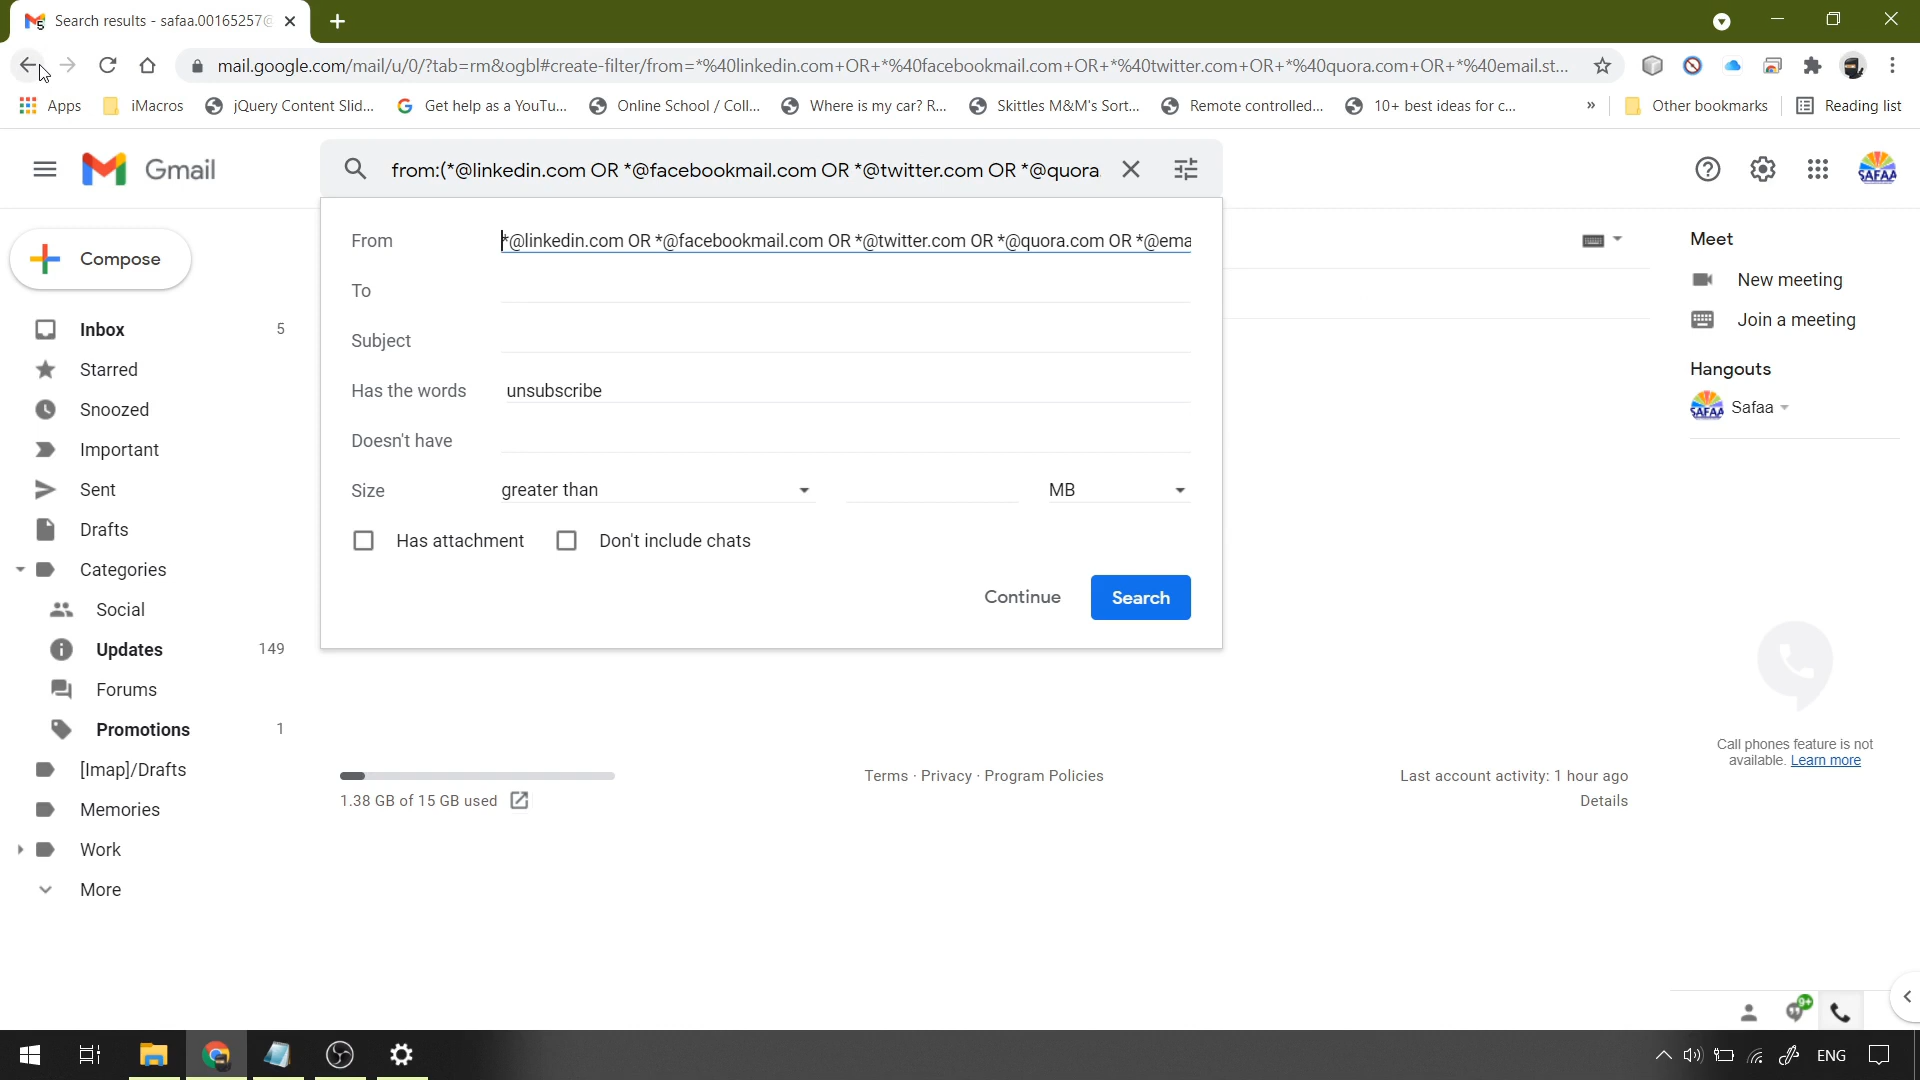 Search results - safaa.00165257@
mail.google.com/mail/u/0/?tab=rm&ogbl#create-filter/from=*%40linkedin.com+OR+*%40facebookmail.com+OR+*%40twitter.com+OR+*%40quora.com+OR+*%40email.st...
Apps iMacros jQuery Content Slid... Get help as a YouTu... Online School / Coll... Where is my car? R... Skittles M&M's Sort... Remote controlled... 10+ best ideas for c... » Other bookmarks Reading list
Gmail
from:(*@linkedin.com OR *@facebookmail.com OR *@twitter.com OR *@quora.
SAFAA
Compose
Inbox 5
Starred
Snoozed
Important
Sent
Drafts
Categories
Social
Updates 149
Forums
Promotions 1
[Imap]/Drafts
Memories
Work
More
From *@linkedin.com OR *@facebookmail.com OR *@twitter.com OR *@quora.com OR *@ema
To
Subject
Has the words unsubscribe
Doesn't have
Size greater than MB
Has attachment Don't include chats
Continue Search
1.38 GB of 15 GB used
Terms · Privacy · Program Policies
Last account activity: 1 hour ago
Details
Meet
New meeting
Join a meeting
Hangouts
SAFAA Safaa
Call phones feature is not
available. Learn more
9+
ENG